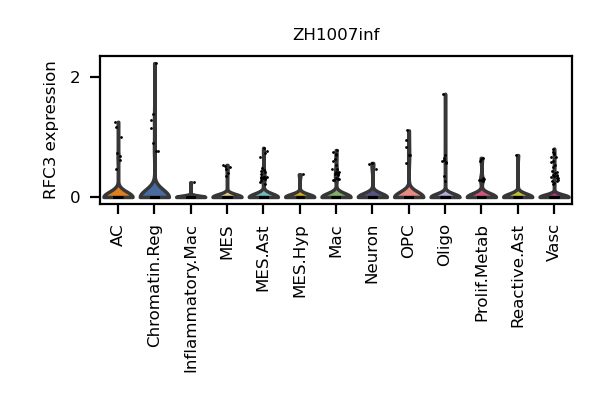 ZH1007inf
RFC3 expression
2
0
AC
Chromatin.Reg
Inflammatory.Mac
MES
MES.Ast
MES.Hyp
Mac
Neuron
OPC
Oligo
Prolif.Metab
Reactive.Ast
Vasc